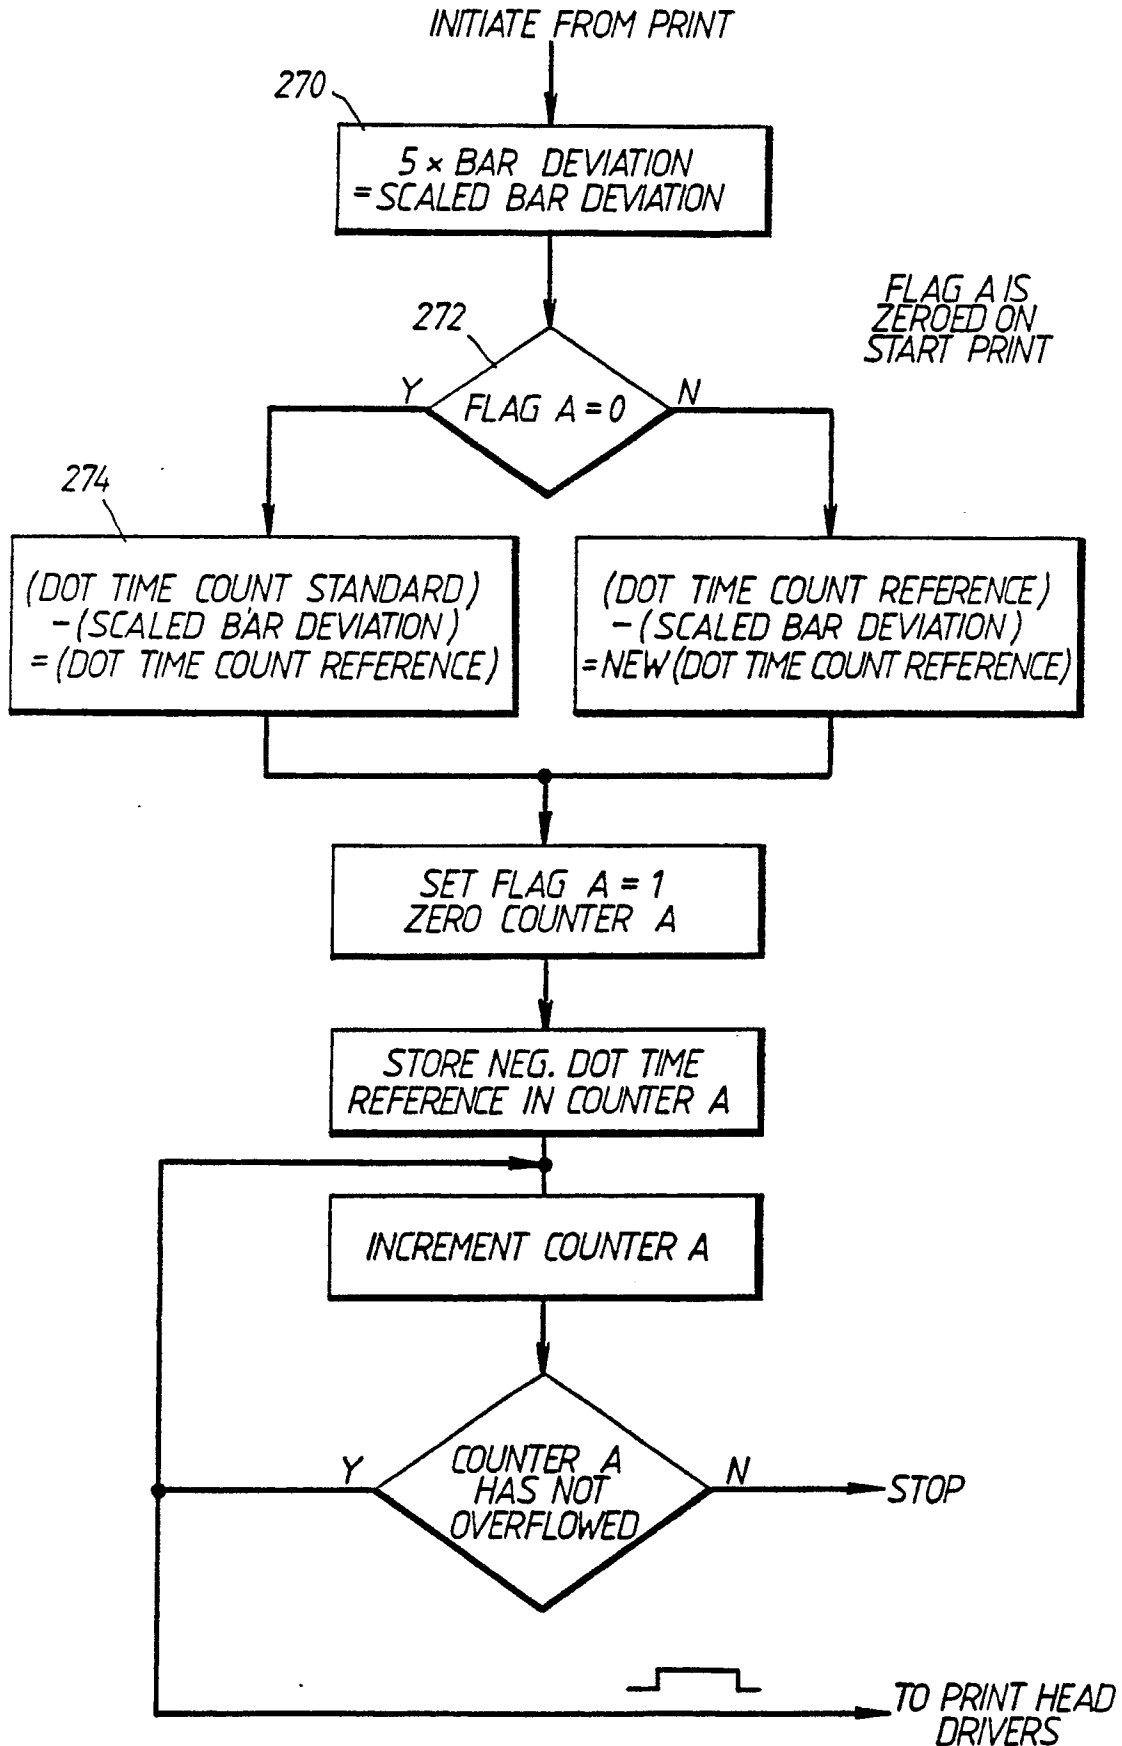 INITIATE FROM PRINT
270
5 × BAR DEVIATION
= SCALED BAR DEVIATION
FLAG A IS
ZEROED ON
START PRINT
272
Y
N
FLAG A = 0
274
(DOT TIME COUNT STANDARD)
- (SCALED BAR DEVIATION)
= (DOT TIME COUNT REFERENCE)
(DOT TIME COUNT REFERENCE)
- (SCALED BAR DEVIATION)
= NEW (DOT TIME COUNT REFERENCE)
SET FLAG A = 1
ZERO COUNTER A
STORE NEG. DOT TIME
REFERENCE IN COUNTER A
INCREMENT COUNTER A
Y
COUNTER A
HAS NOT
OVERFLOWED
N
STOP
TO PRINT HEAD
DRIVERS